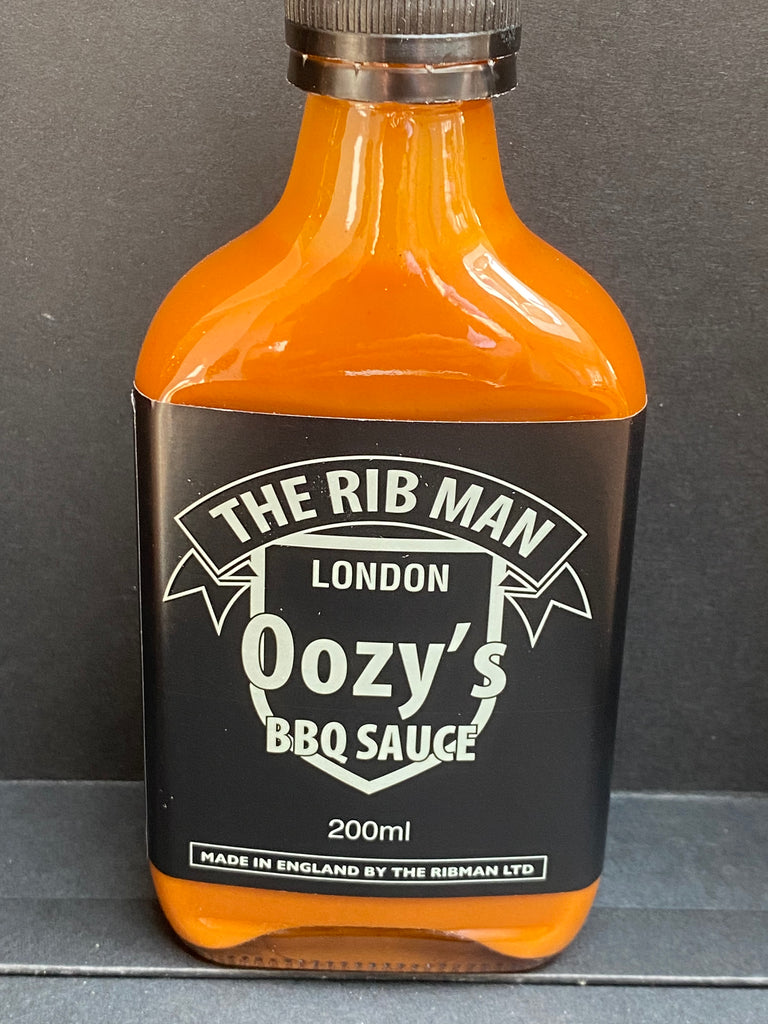 THE RIB MAN
LONDON
Oozy's
BBQ SAUCE
200ml
MADE IN ENGLAND BY THE RIBMAN LTD